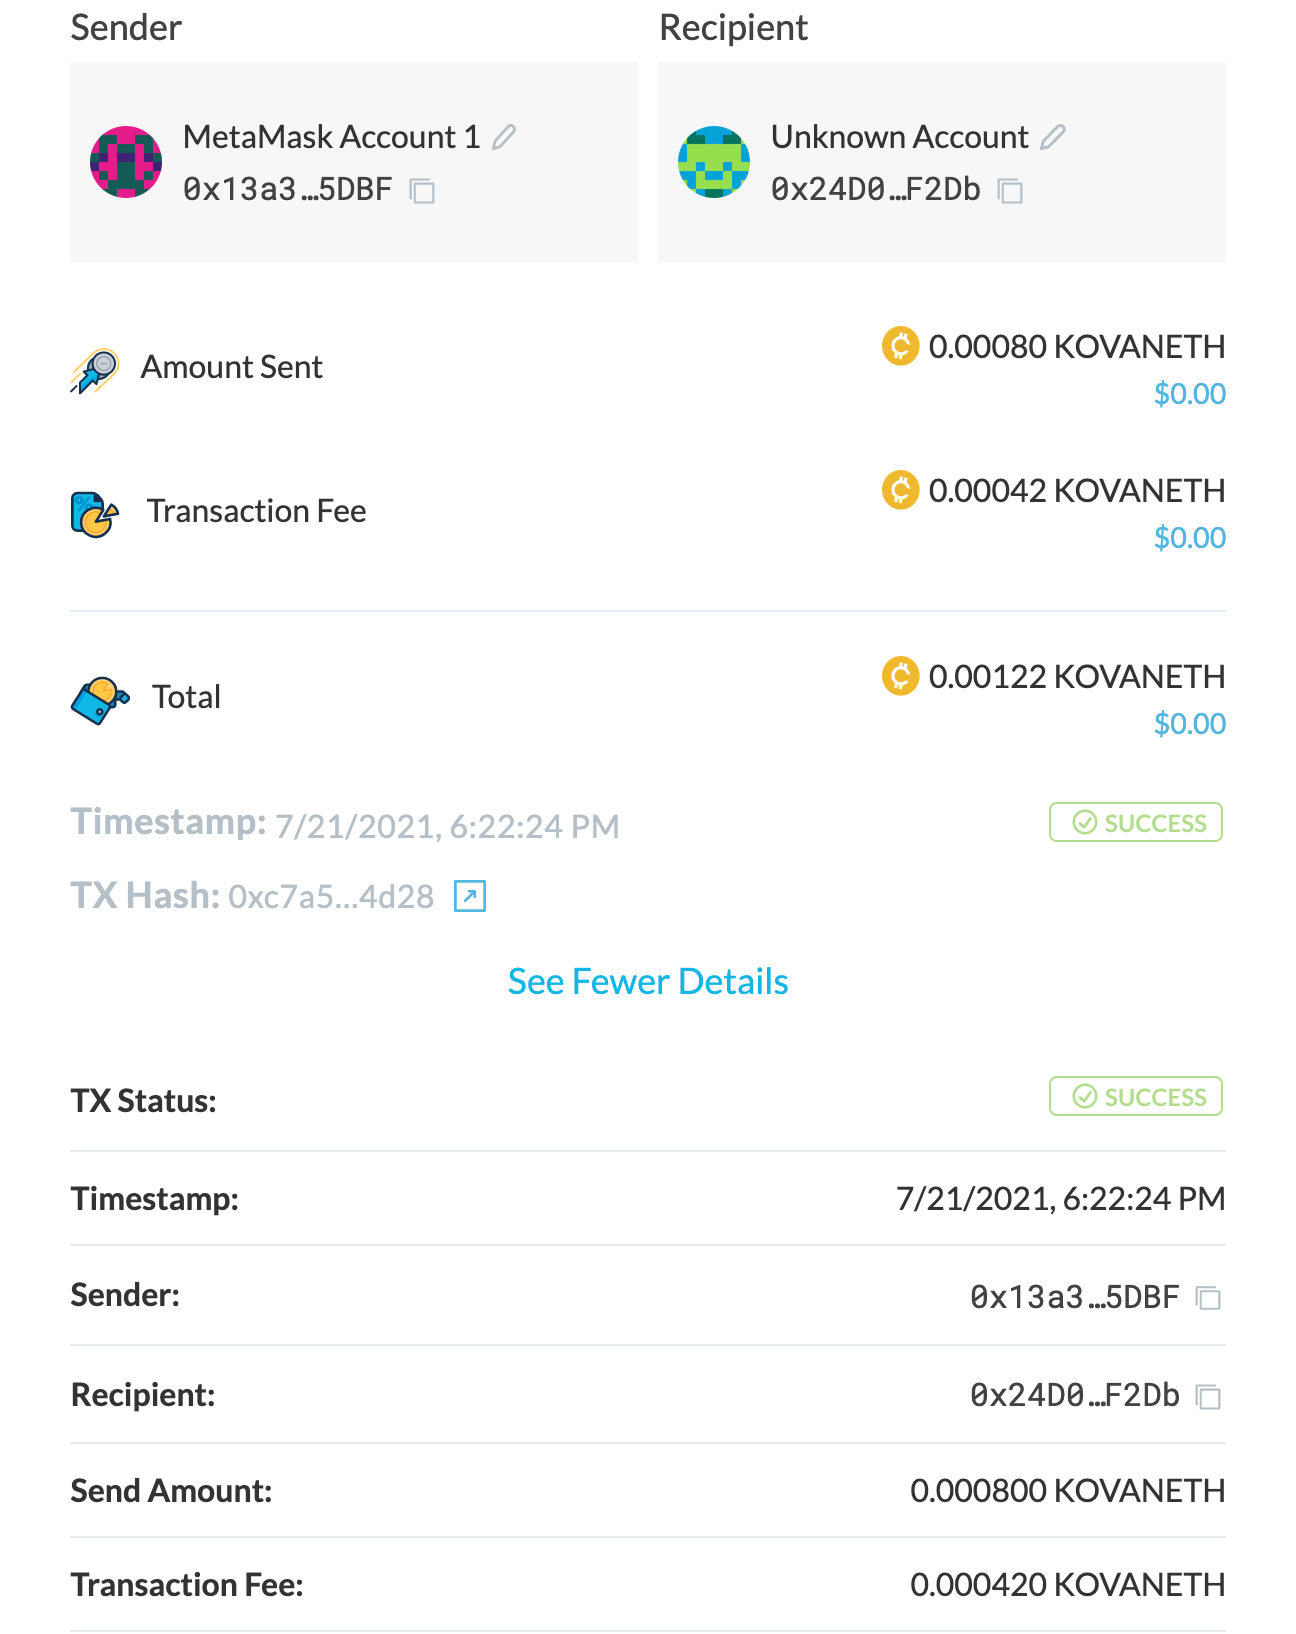 Sender
Recipient
MetaMask Account 1
0x13a3...5DBF
Unknown Account
0x24D0...F2Db
Amount Sent
0.00080 KOVANETH
$0.00
Transaction Fee
0.00042 KOVANETH
$0.00
Total
0.00122 KOVANETH
$0.00
Timestamp: 7/21/2021, 6:22:24 PM
SUCCESS
TX Hash: 0xc7a5...4d28
See Fewer Details
TX Status: SUCCESS
Timestamp: 7/21/2021, 6:22:24 PM
Sender: 0x13a3...5DBF
Recipient: 0x24D0...F2Db
Send Amount: 0.000800 KOVANETH
Transaction Fee: 0.000420 KOVANETH